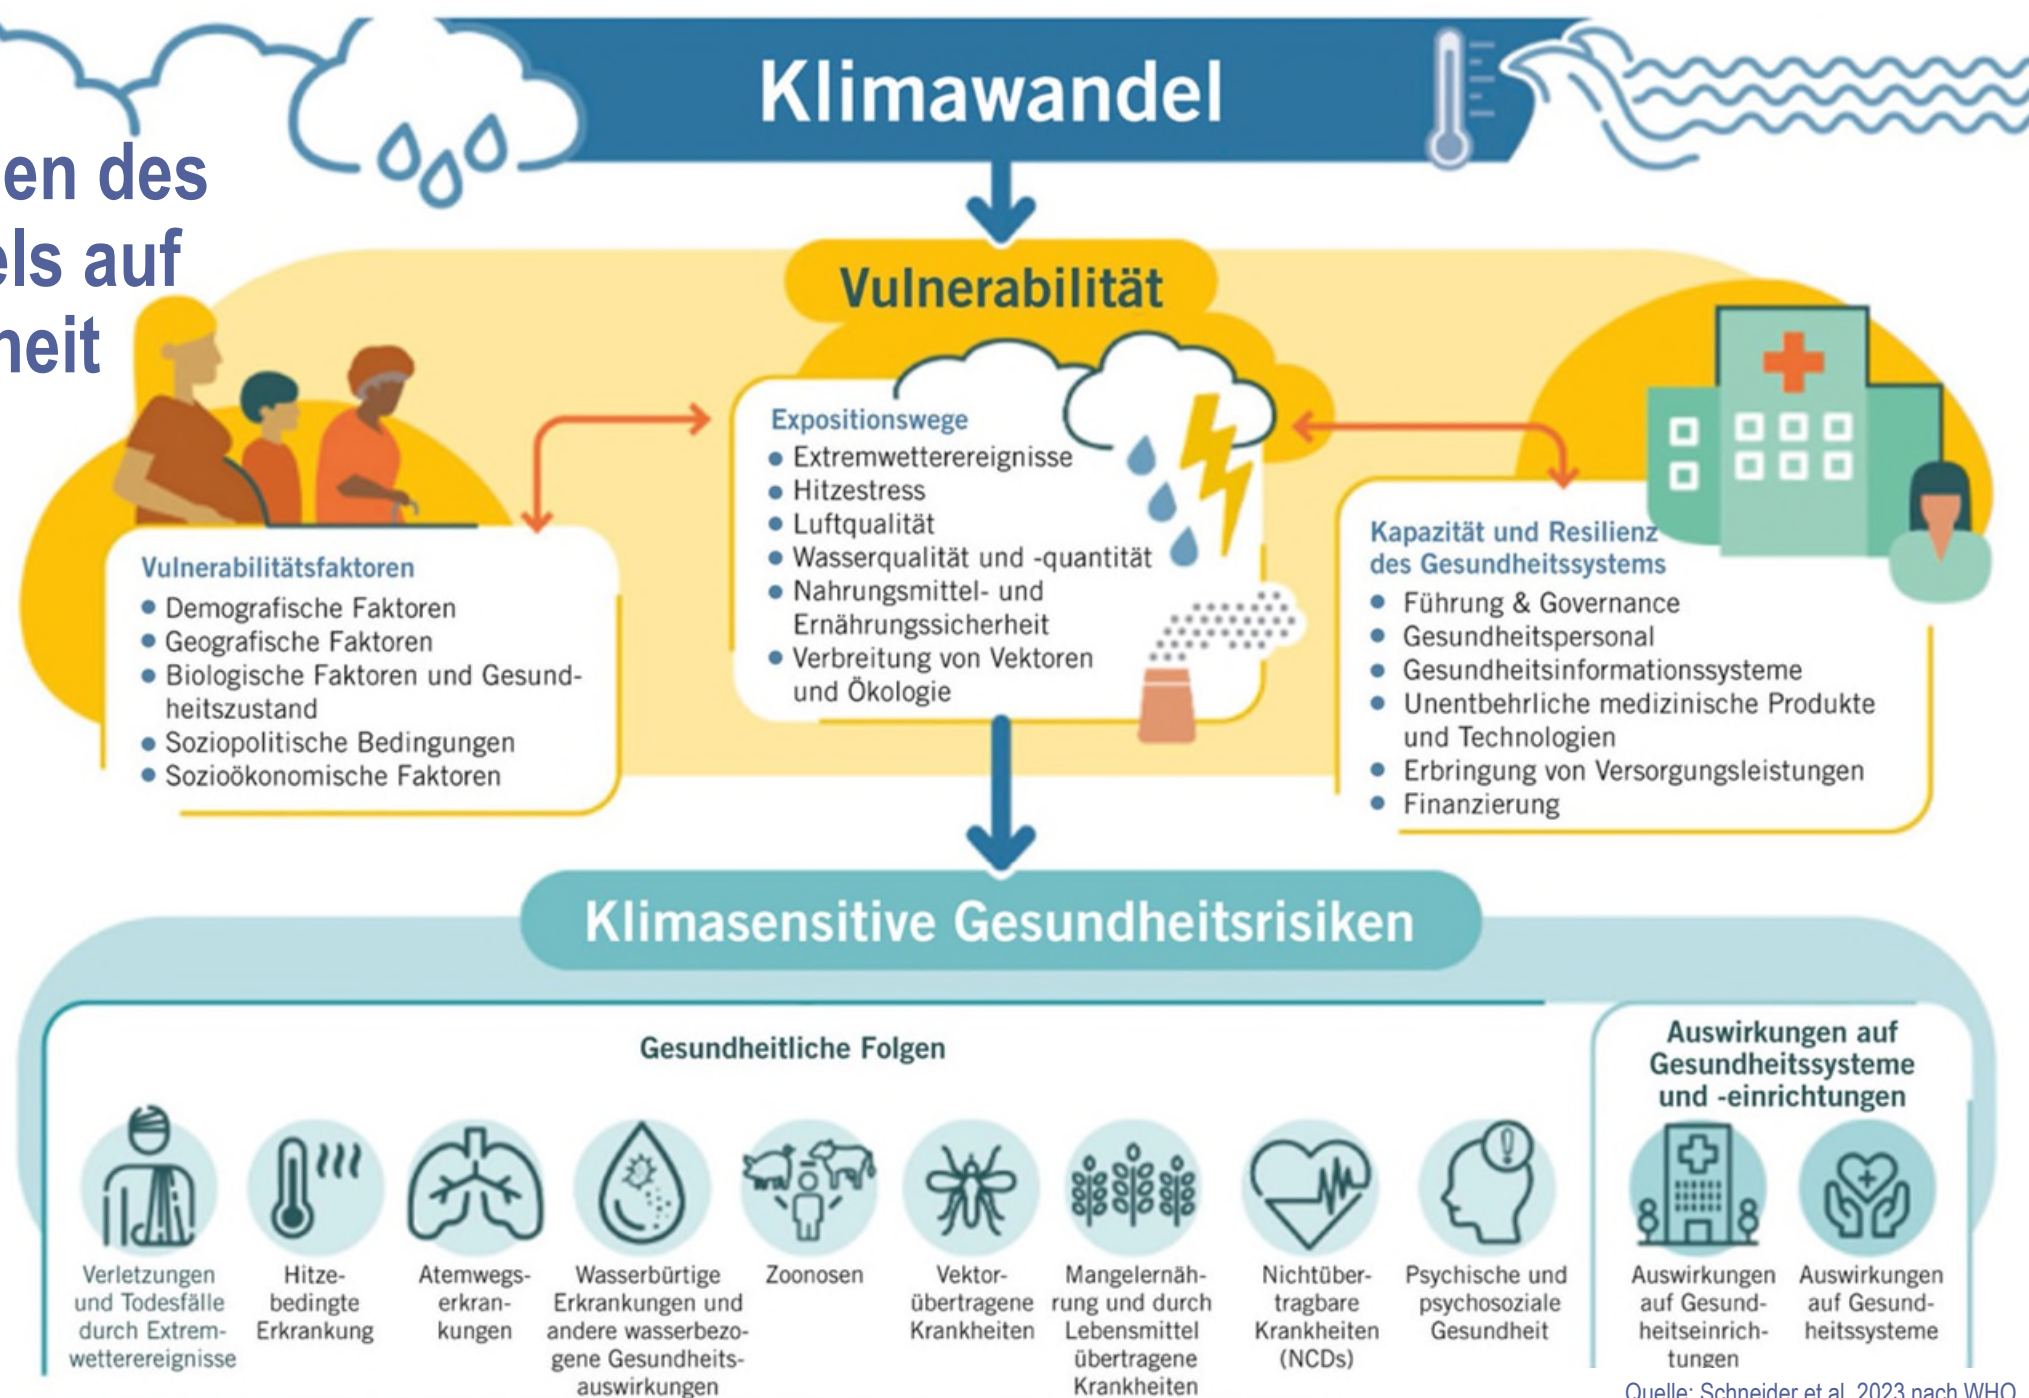 Klimawandel
en des
els auf
heit
Vulnerabilität
Vulnerabilitätsfaktoren
Demografische Faktoren
Geografische Faktoren
Biologische Faktoren und Gesund-
heitszustand
Soziopolitische Bedingungen
Sozioökonomische Faktoren
Expositionswege
Extremwetterereignisse
Hitzestress
Luftqualität
Wasserqualität und -quantität
Nahrungsmittel- und
Ernährungssicherheit
Verbreitung von Vektoren
und Ökologie
Kapazität und Resilienz
des Gesundheitssystems
Führung & Governance
Gesundheitspersonal
Gesundheitsinformationssysteme
Unentbehrliche medizinische Produkte
und Technologien
Erbringung von Versorgungsleistungen
Finanzierung
Klimasensitive Gesundheitsrisiken
Gesundheitliche Folgen
Verletzungen
und Todesfälle
durch Extrem-
wetterereignisse
Hitze-
bedingte
Erkrankung
Atemwegs-
erkran-
kungen
Wasserbürtige
Erkrankungen und
andere wasserbezo-
gene Gesundheits-
auswirkungen
Zoonosen
Vektor-
übertragene
Krankheiten
Mangelernäh-
rung und durch
Lebensmittel
übertragene
Krankheiten
Nichtüber-
tragbare
Krankheiten
(NCDs)
Psychische und
psychosoziale
Gesundheit
Auswirkungen auf
Gesundheitssysteme
und -einrichtungen
Auswirkungen
auf Gesund-
heitseinrich-
tungen
Auswirkungen
auf Gesund-
heitssysteme
Quelle: Schneider et al. 2023 nach WHO